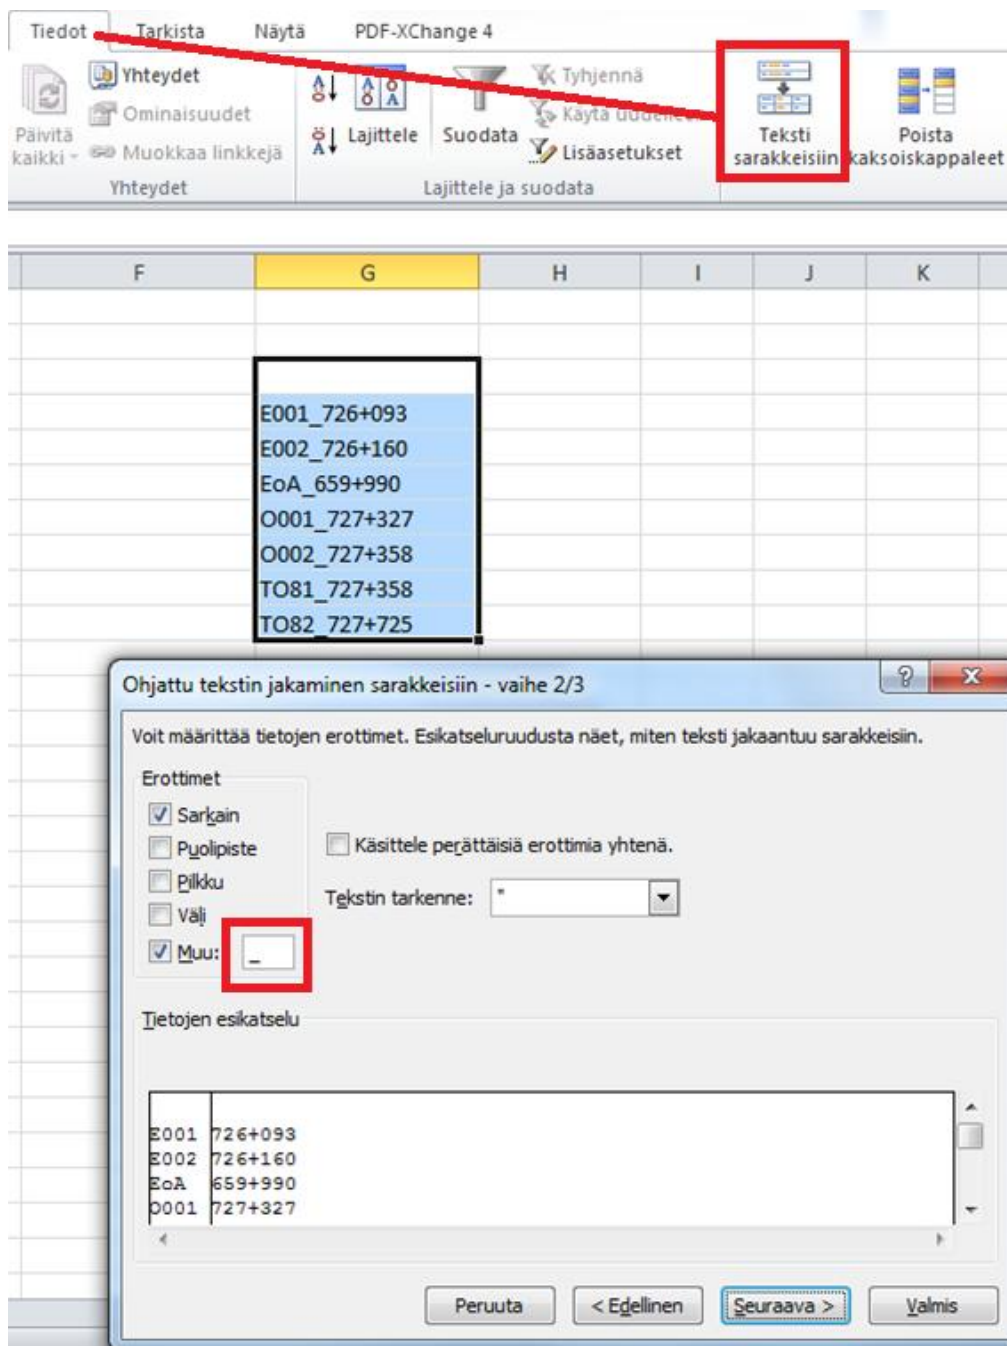 Tiedot Tarkista Näytä PDF-XChange 4
Yhteydet
Ominaisuudet
Muokkaa linkkejä
Päivitä
kaikki
Yhteydet
Lajittele
Suodata
Tyhjennä
Käytä
Lisäasetukset
Lajittele ja suodata
Teksti
sarakkeisiin
Poista
kaksoiskappaleet
F G H I J K
E001_726+093
E002_726+160
EoA_659+990
O001_727+327
O002_727+358
TO81_727+358
TO82_727+725
Ohjattu tekstin jakaminen sarakkeisiin - vaihe 2/3
Voit määrittää tietojen erottimet. Esikatseluruudusta näet, miten teksti jakaantuu sarakkeisiin.
Erottimet
Sarkain
Puolipiste
Pilkku
Väli
Muu: _
Käsittele perättäisiä erottimia yhtenä.
Tekstin tarkenne: "
Tietojen esikatselu
E001 726+093
E002 726+160
EoA 659+990
O001 727+327
Peruuta < Edellinen Seuraava > Valmis